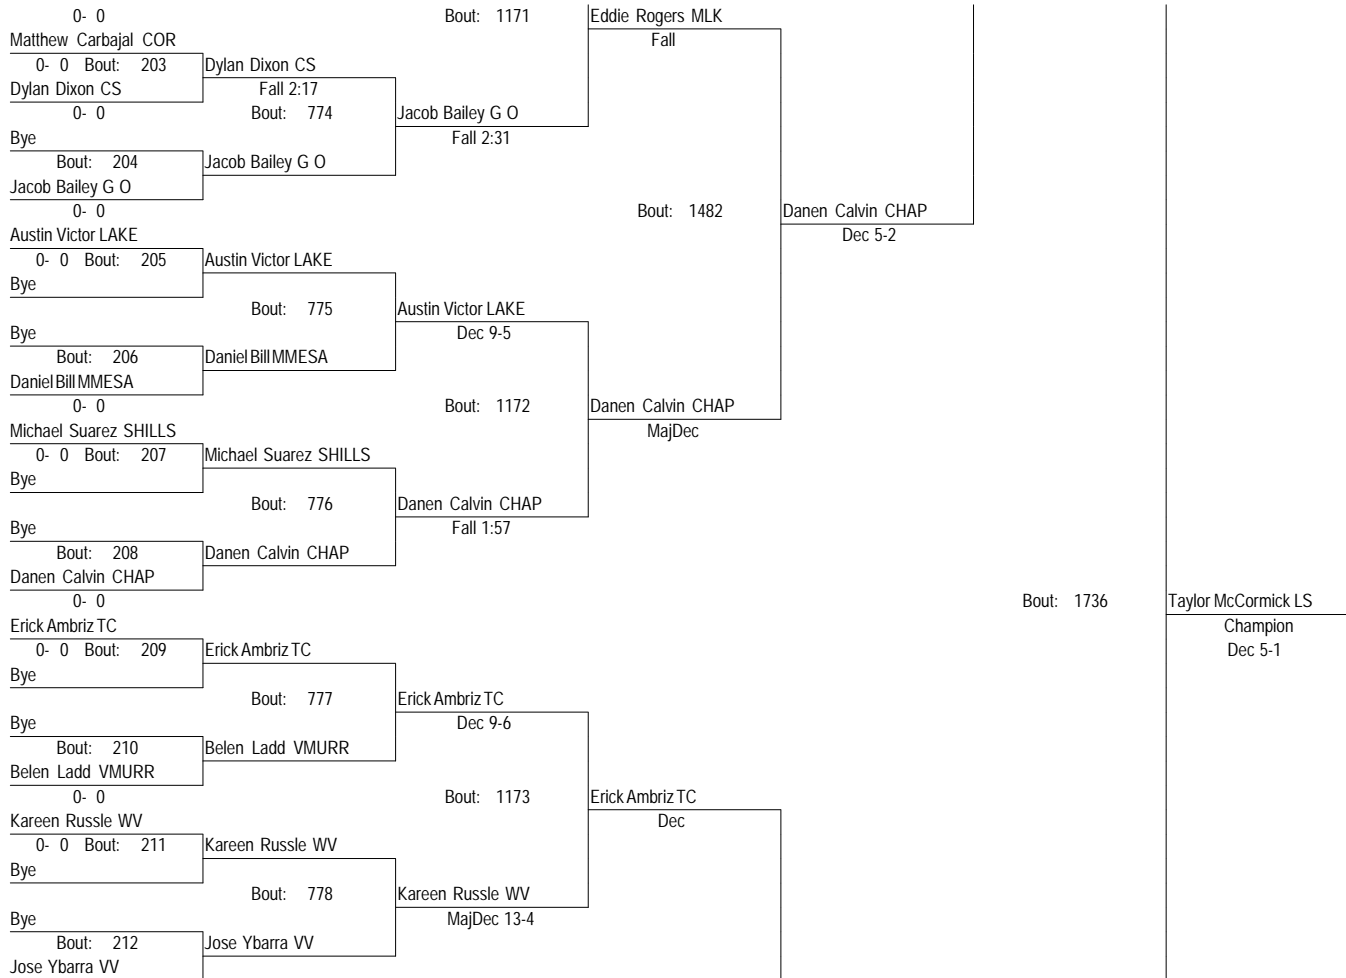 0- 0 Bout: 1171 Eddie Rogers MLK
Matthew Carbajal COR Fall
0- 0 Bout: 203 Dylan Dixon CS
Dylan Dixon CS Fall 2:17
0- 0 Bout: 774 Jacob Bailey G O
Bye Fall 2:31
Bout: 204 Jacob Bailey G O
Jacob Bailey G O
0- 0 Bout: 1482 Danen Calvin CHAP
Austin Victor LAKE Dec 5-2
0- 0 Bout: 205 Austin Victor LAKE
Bye
Bout: 775 Austin Victor LAKE
Bye Dec 9-5
Bout: 206 Daniel Bill MMESA
Daniel Bill MMESA
0- 0 Bout: 1172 Danen Calvin CHAP
Michael Suarez SHILLS MajDec
0- 0 Bout: 207 Michael Suarez SHILLS
Bye
Bout: 776 Danen Calvin CHAP
Bye Fall 1:57
Bout: 208 Danen Calvin CHAP
Danen Calvin CHAP
0- 0 Bout: 1736 Taylor McCormick LS
Erick Ambriz TC Champion
0- 0 Bout: 209 Erick Ambriz TC Dec 5-1
Bye
Bout: 777 Erick Ambriz TC
Bye Dec 9-6
Bout: 210 Belen Ladd VMURR
Belen Ladd VMURR
0- 0 Bout: 1173 Erick Ambriz TC
Kareen Russle WV Dec
0- 0 Bout: 211 Kareen Russle WV
Bye
Bout: 778 Kareen Russle WV
Bye MajDec 13-4
Bout: 212 Jose Ybarra VV
Jose Ybarra VV